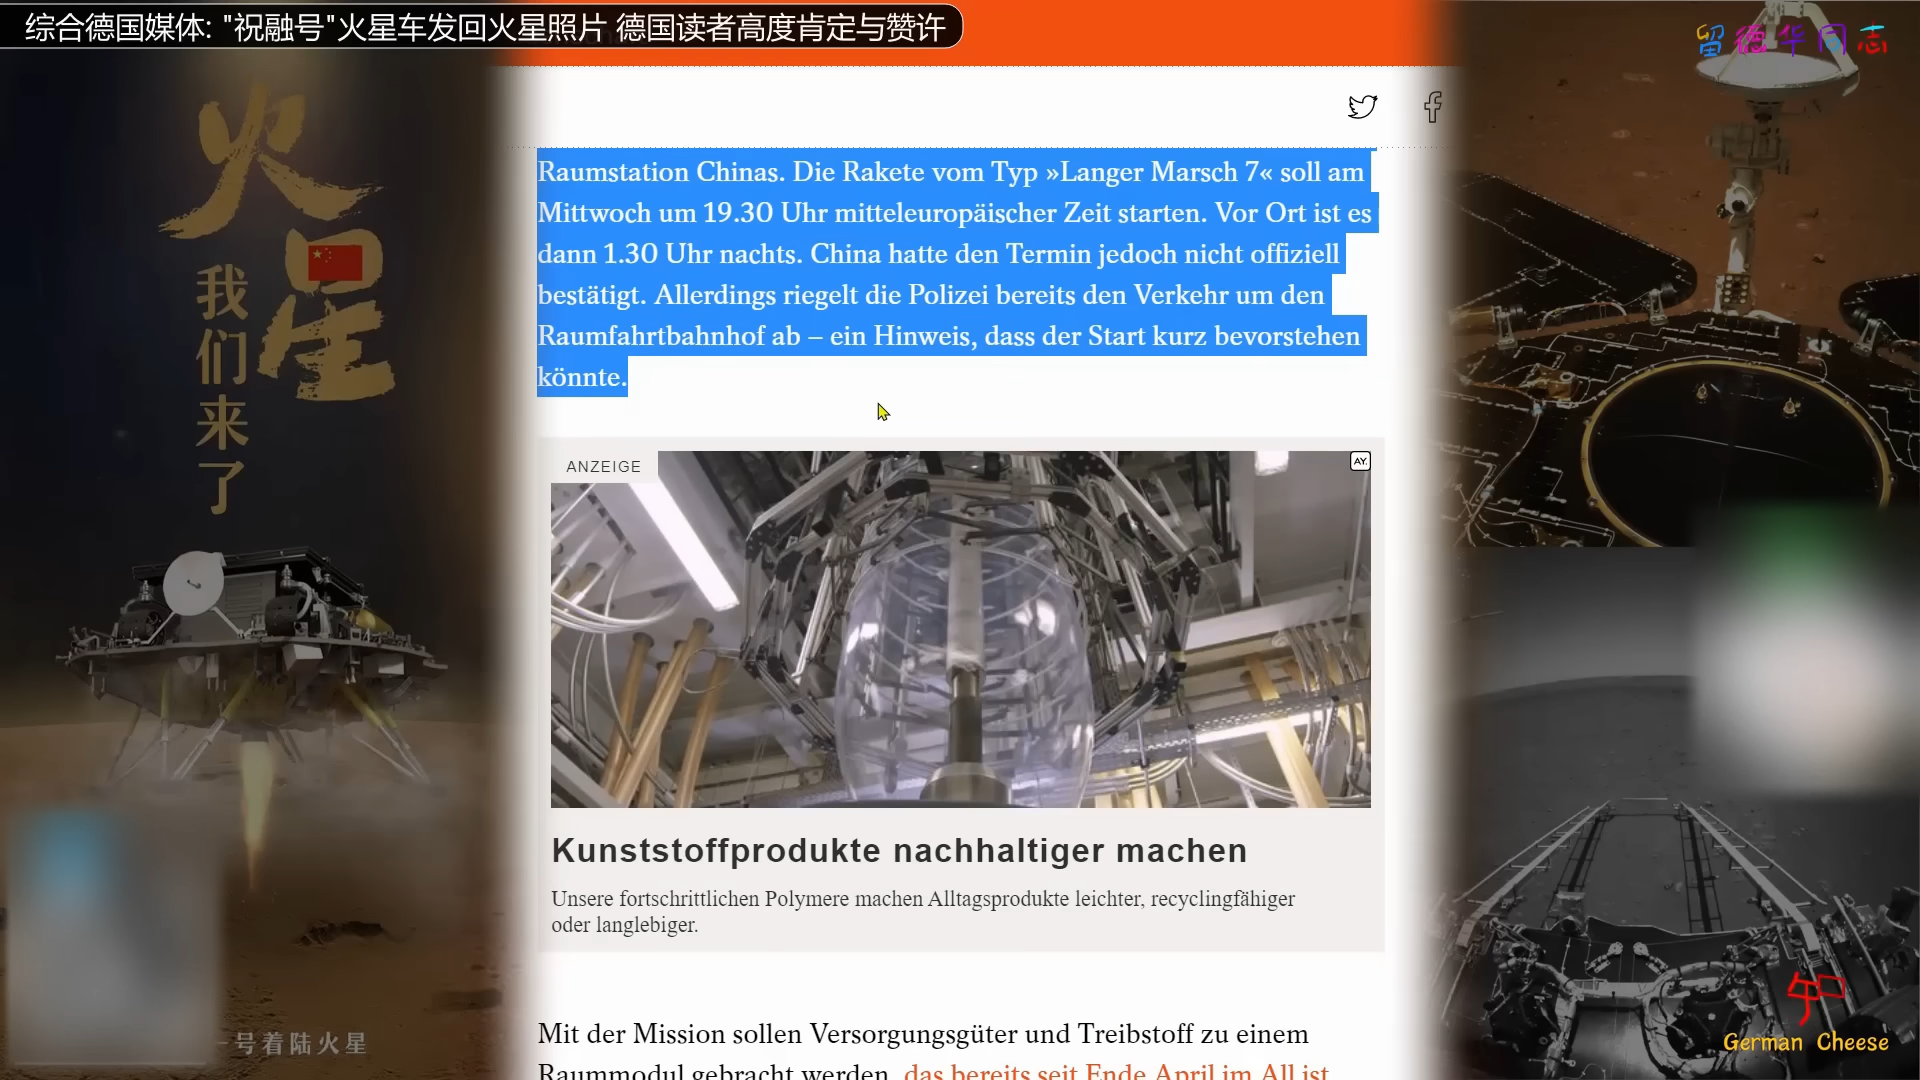 综合德国媒体: "祝融号"火星车发回火星照片 德国读者高度肯定与赞许
留德华同志
火星
我们来了
Raumstation Chinas. Die Rakete vom Typ »Langer Marsch 7« soll am
Mittwoch um 19.30 Uhr mitteleuropäischer Zeit starten. Vor Ort ist es
dann 1.30 Uhr nachts. China hatte den Termin jedoch nicht offiziell
bestätigt. Allerdings riegelt die Polizei bereits den Verkehr um den
Raumfahrtbahnhof ab – ein Hinweis, dass der Start kurz bevorstehen
könnte.
ANZEIGE
AY.
Kunststoffprodukte nachhaltiger machen
Unsere fortschrittlichen Polymere machen Alltagsprodukte leichter, recyclingfähiger
oder langlebiger.
Mit der Mission sollen Versorgungsgüter und Treibstoff zu einem
Raummodul gebracht werden, das bereits seit Ende April im All ist
一号着陆火星
知
German Cheese